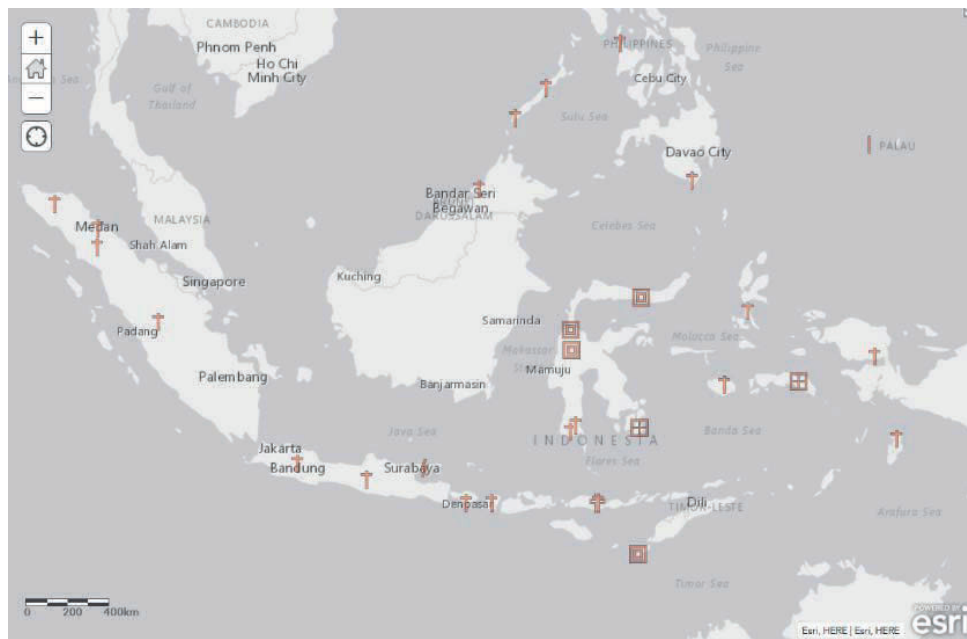 +
−
CAMBODIA
Phnom Penh
Ho Chi
Minh City
Gulf of
Thailand
PHILIPPINES
Philippine
Sea
Cebu City
Sulu Sea
Davao City
PALAU
Bandar Seri
Begawan
DARUSSALAM
Celebes Sea
Medan
MALAYSIA
Shah Alam
Singapore
Kuching
Samarinda
Padang
Makassar
Molucca Sea
Mamuju
Palembang
Banjarmasin
Java Sea
Banda Sea
INDONESIA
Jakarta
Bandung
Surabaya
Flores Sea
Denpasar
Dili
TIMOR-LESTE
Arafura Sea
Timor Sea
0 200 400km
POWERED BY
esri
Esri, HERE | Esri, HERE